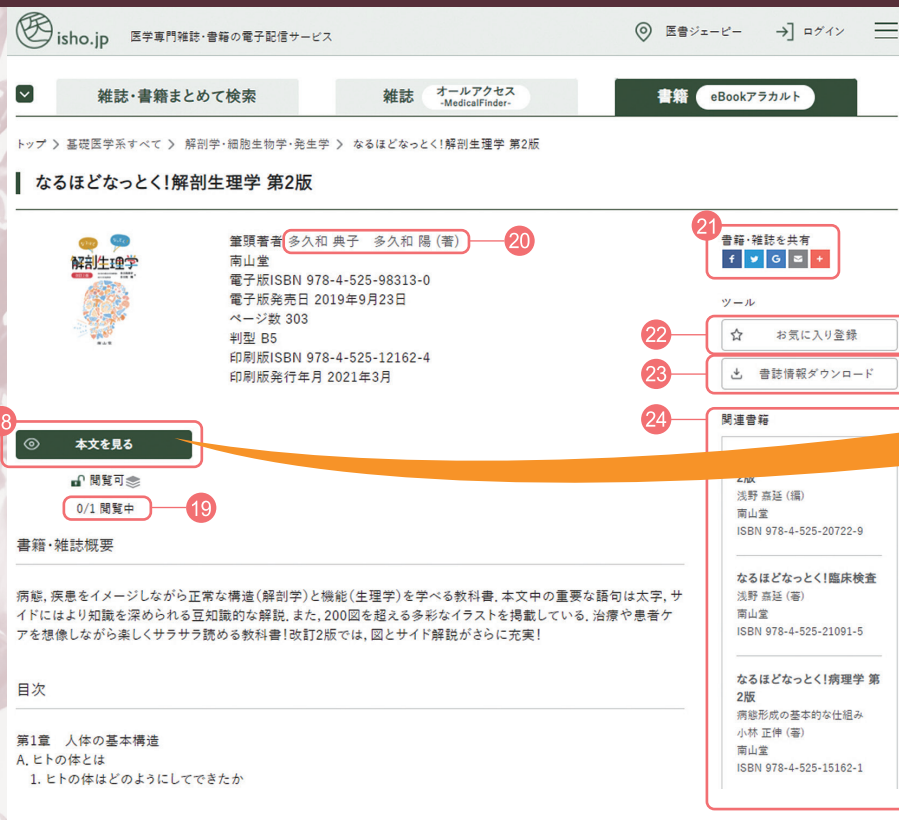 医 isho.jp 医学専門雑誌・書籍の電子配信サービス 医書ジェーピー ログイン
雑誌・書籍まとめて検索 雑誌 オールアクセス -MedicalFinder- 書籍 eBookアラカルト
トップ > 基礎医学系すべて > 解剖学・細胞生物学・発生学 > なるほどなっとく!解剖生理学 第2版
なるほどなっとく!解剖生理学 第2版
解剖生理学
南山堂
筆頭著者 多久和 典子 多久和 陽 (著) 20
南山堂
電子版ISBN 978-4-525-98313-0
電子版発売日 2019年9月23日
ページ数 303
判型 B5
印刷版ISBN 978-4-525-12162-4
印刷版発行年月 2021年3月
21
書籍・雑誌を共有
f G +
ツール
22 お気に入り登録
23 書誌情報ダウンロード
24 関連書籍
2版
浅野 嘉延 (編)
南山堂
ISBN 978-4-525-20722-9
なるほどなっとく!臨床検査
浅野 嘉延 (著)
南山堂
ISBN 978-4-525-21091-5
なるほどなっとく!病理学 第
2版
病態形成の基本的な仕組み
小林 正伸 (著)
南山堂
ISBN 978-4-525-15162-1
8
本文を見る
閲覧可
0/1 閲覧中 19
書籍・雑誌概要
病態,疾患をイメージしながら正常な構造(解剖学)と機能(生理学)を学べる教科書.本文中の重要な語句は太字,サ
イドにはより知識を深められる豆知識的な解説.また,200図を超える多彩なイラストを掲載している.治療や患者ケ
アを想像しながら楽しくサラサラ読める教科書!改訂2版では,図とサイド解説がさらに充実!
目次
第1章 人体の基本構造
A.ヒトの体とは
1.ヒトの体はどのようにしてできたか